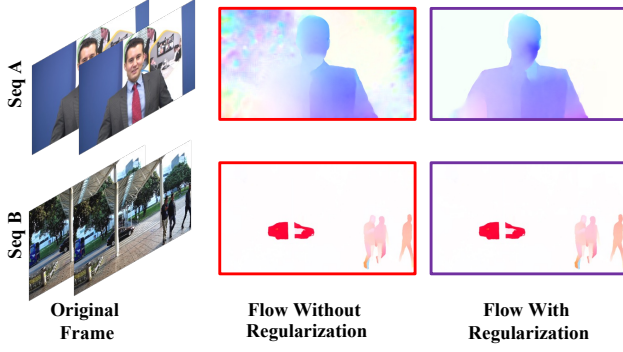 Seq A
Seq B
Original
Frame
Flow Without
Regularization
Flow With
Regularization